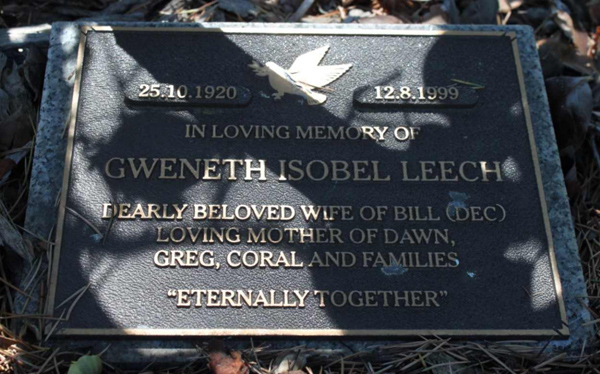 25.10.1920 12.8.1999
IN LOVING MEMORY OF
GWENETH ISOBEL LEECH
DEARLY BELOVED WIFE OF BILL (DEC)
LOVING MOTHER OF DAWN,
GREG, CORAL AND FAMILIES
"ETERNALLY TOGETHER"